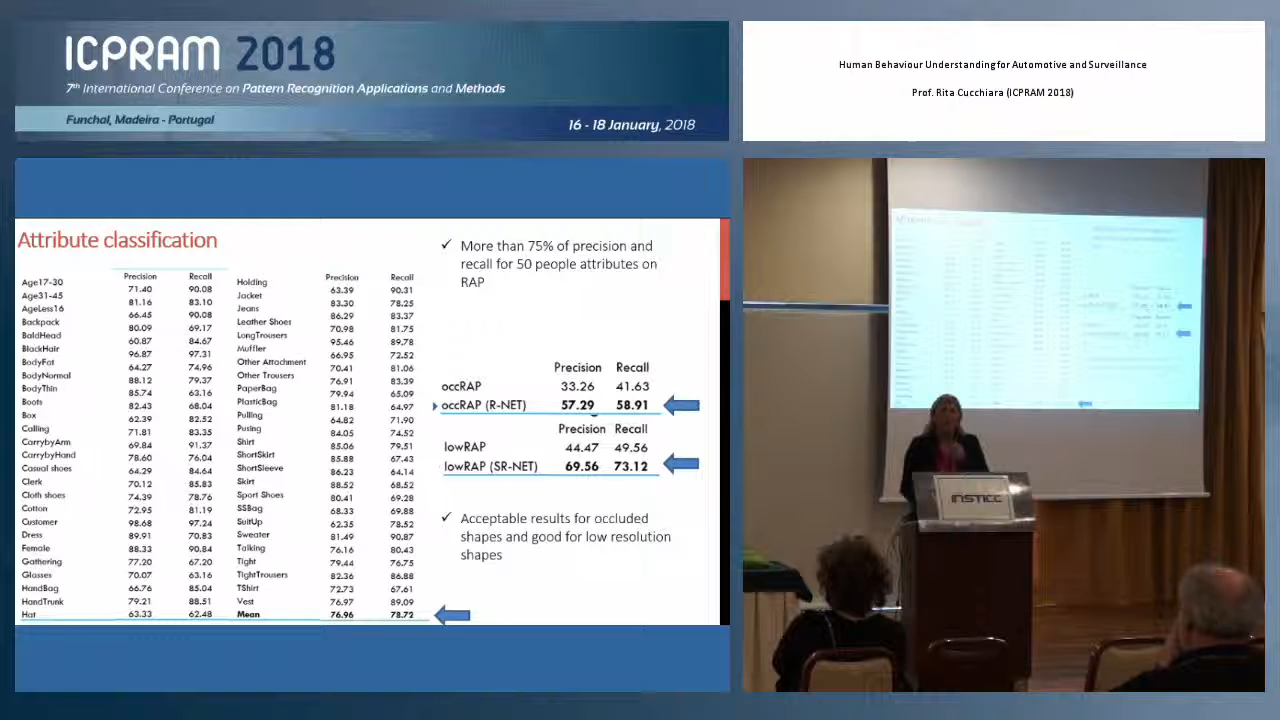 ICPRAM 2018
7th International Conference on Pattern Recognition Applications and Methods
Funchal, Madeira - Portugal
16 - 18 January, 2018
Human Behaviour Understanding for Automotive and Surveillance
Prof. Rita Cucchiara (ICPRAM 2018)
Attribute classification
Precision Recall
Age17-30 71.40 90.08
Age31-45 81.16 83.10
AgeLess16 66.45 90.08
Backpack 80.09 69.17
BaldHead 60.87 84.67
BlackHair 96.87 97.31
BodyFat 64.27 74.96
BodyNormal 88.12 79.37
BodyThin 85.74 63.16
Boots 82.43 68.04
Box 62.39 82.52
Calling 71.81 83.35
CarrybyArm 69.84 91.37
CarrybyHand 78.60 76.04
Casual shoes 64.29 84.64
Clerk 70.12 85.83
Cloth shoes 74.39 78.76
Cotton 72.95 81.19
Customer 98.68 97.24
Dress 89.91 70.83
Female 88.33 90.84
Gathering 77.20 67.20
Glasses 70.07 63.16
HandBag 66.76 85.04
HandTrunk 79.21 88.51
Hat 63.33 62.48
Precision Recall
Holding 63.39 90.31
Jacket 83.30 78.25
Jeans 86.29 83.37
Leather Shoes 70.98 81.75
LongTrousers 95.46 89.78
Muffler 66.95 72.52
Other Attachment 70.41 81.06
Other Trousers 76.91 83.39
PaperBag 79.94 65.09
PlasticBag 81.18 64.97
Pulling 64.82 71.90
Pusing 84.05 74.52
Shirt 85.06 79.51
ShortSkirt 85.88 67.43
ShortSleeve 86.23 64.14
Skirt 88.52 68.52
Sport Shoes 80.41 69.28
SSBag 68.33 69.88
SuitUp 62.35 78.52
Sweater 81.49 90.87
Talking 76.16 80.43
Tight 79.44 76.75
TightTrousers 82.36 86.88
TShirt 72.73 67.61
Vest 76.97 89.09
Mean 76.96 78.72
✓ More than 75% of precision and
recall for 50 people attributes on
RAP
Precision Recall
occRAP 33.26 41.63
occRAP (R-NET) 57.29 58.91
Precision Recall
lowRAP 44.47 49.56
lowRAP (SR-NET) 69.56 73.12
✓ Acceptable results for occluded
shapes and good for low resolution
shapes
INSTICC